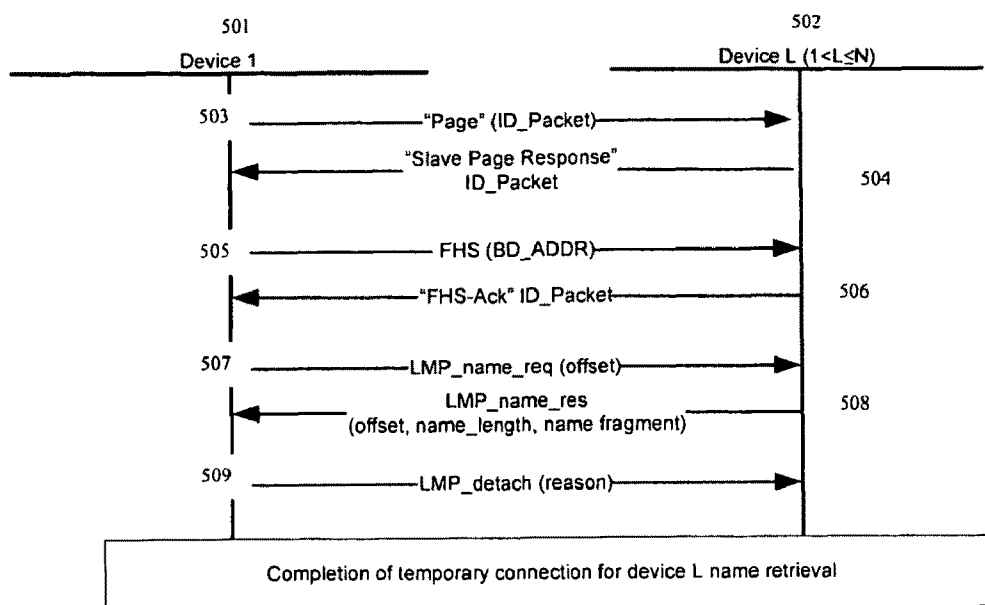 501
502
Device 1
Device L (1<L≤N)
503
"Page" (ID_Packet)
"Slave Page Response"
ID_Packet
504
505
FHS (BD_ADDR)
"FHS-Ack" ID_Packet
506
507
LMP_name_req (offset)
LMP_name_res
(offset, name_length, name fragment)
508
509
LMP_detach (reason)
Completion of temporary connection for device L name retrieval